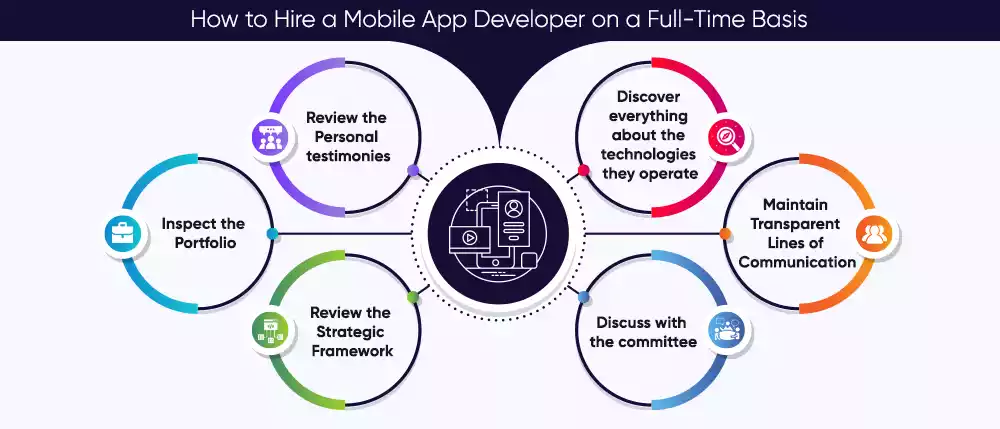 How to Hire a Mobile App Developer on a Full-Time Basis
Review the
Personal
testimonies
Discover
everything
about the
technologies
they operate
Inspect the
Portfolio
Maintain
Transparent
Lines of
Communication
Review the
Strategic
Framework
Discuss with
the committee